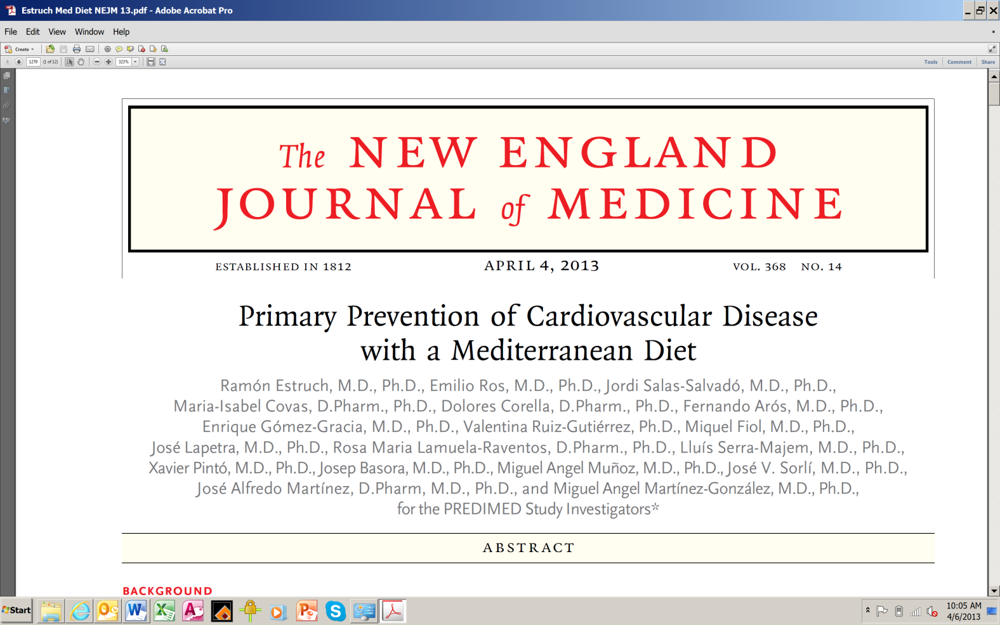 Estruch Med Diet NEJM 13.pdf - Adobe Acrobat Pro
File Edit View Window Help
Create
1279 (1 of 12) 323% Tools Comment Share
The NEW ENGLAND
JOURNAL of MEDICINE
ESTABLISHED IN 1812 APRIL 4, 2013 VOL. 368 NO. 14
Primary Prevention of Cardiovascular Disease
with a Mediterranean Diet
Ramón Estruch, M.D., Ph.D., Emilio Ros, M.D., Ph.D., Jordi Salas-Salvadó, M.D., Ph.D.,
Maria-Isabel Covas, D.Pharm., Ph.D., Dolores Corella, D.Pharm., Ph.D., Fernando Arós, M.D., Ph.D.,
Enrique Gómez-Gracia, M.D., Ph.D., Valentina Ruiz-Gutiérrez, Ph.D., Miquel Fiol, M.D., Ph.D.,
José Lapetra, M.D., Ph.D., Rosa Maria Lamuela-Raventos, D.Pharm., Ph.D., Lluís Serra-Majem, M.D., Ph.D.,
Xavier Pintó, M.D., Ph.D., Josep Basora, M.D., Ph.D., Miguel Angel Muñoz, M.D., Ph.D., José V. Sorlí, M.D., Ph.D.,
José Alfredo Martínez, D.Pharm, M.D., Ph.D., and Miguel Angel Martínez-González, M.D., Ph.D.,
for the PREDIMED Study Investigators*
ABSTRACT
BACKGROUND
Start
10:05 AM
4/6/2013